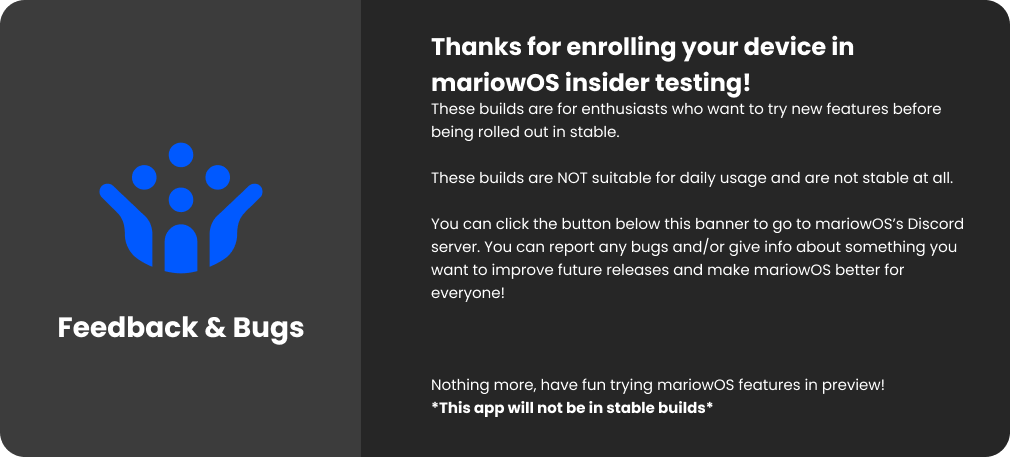 Feedback & Bugs
Thanks for enrolling your device in
mariowOS insider testing!
These builds are for enthusiasts who want to try new features before
being rolled out in stable.
These builds are NOT suitable for daily usage and are not stable at all.
You can click the button below this banner to go to mariowOS’s Discord
server. You can report any bugs and/or give info about something you
want to improve future releases and make mariowOS better for
everyone!
Nothing more, have fun trying mariowOS features in preview!
*This app will not be in stable builds*